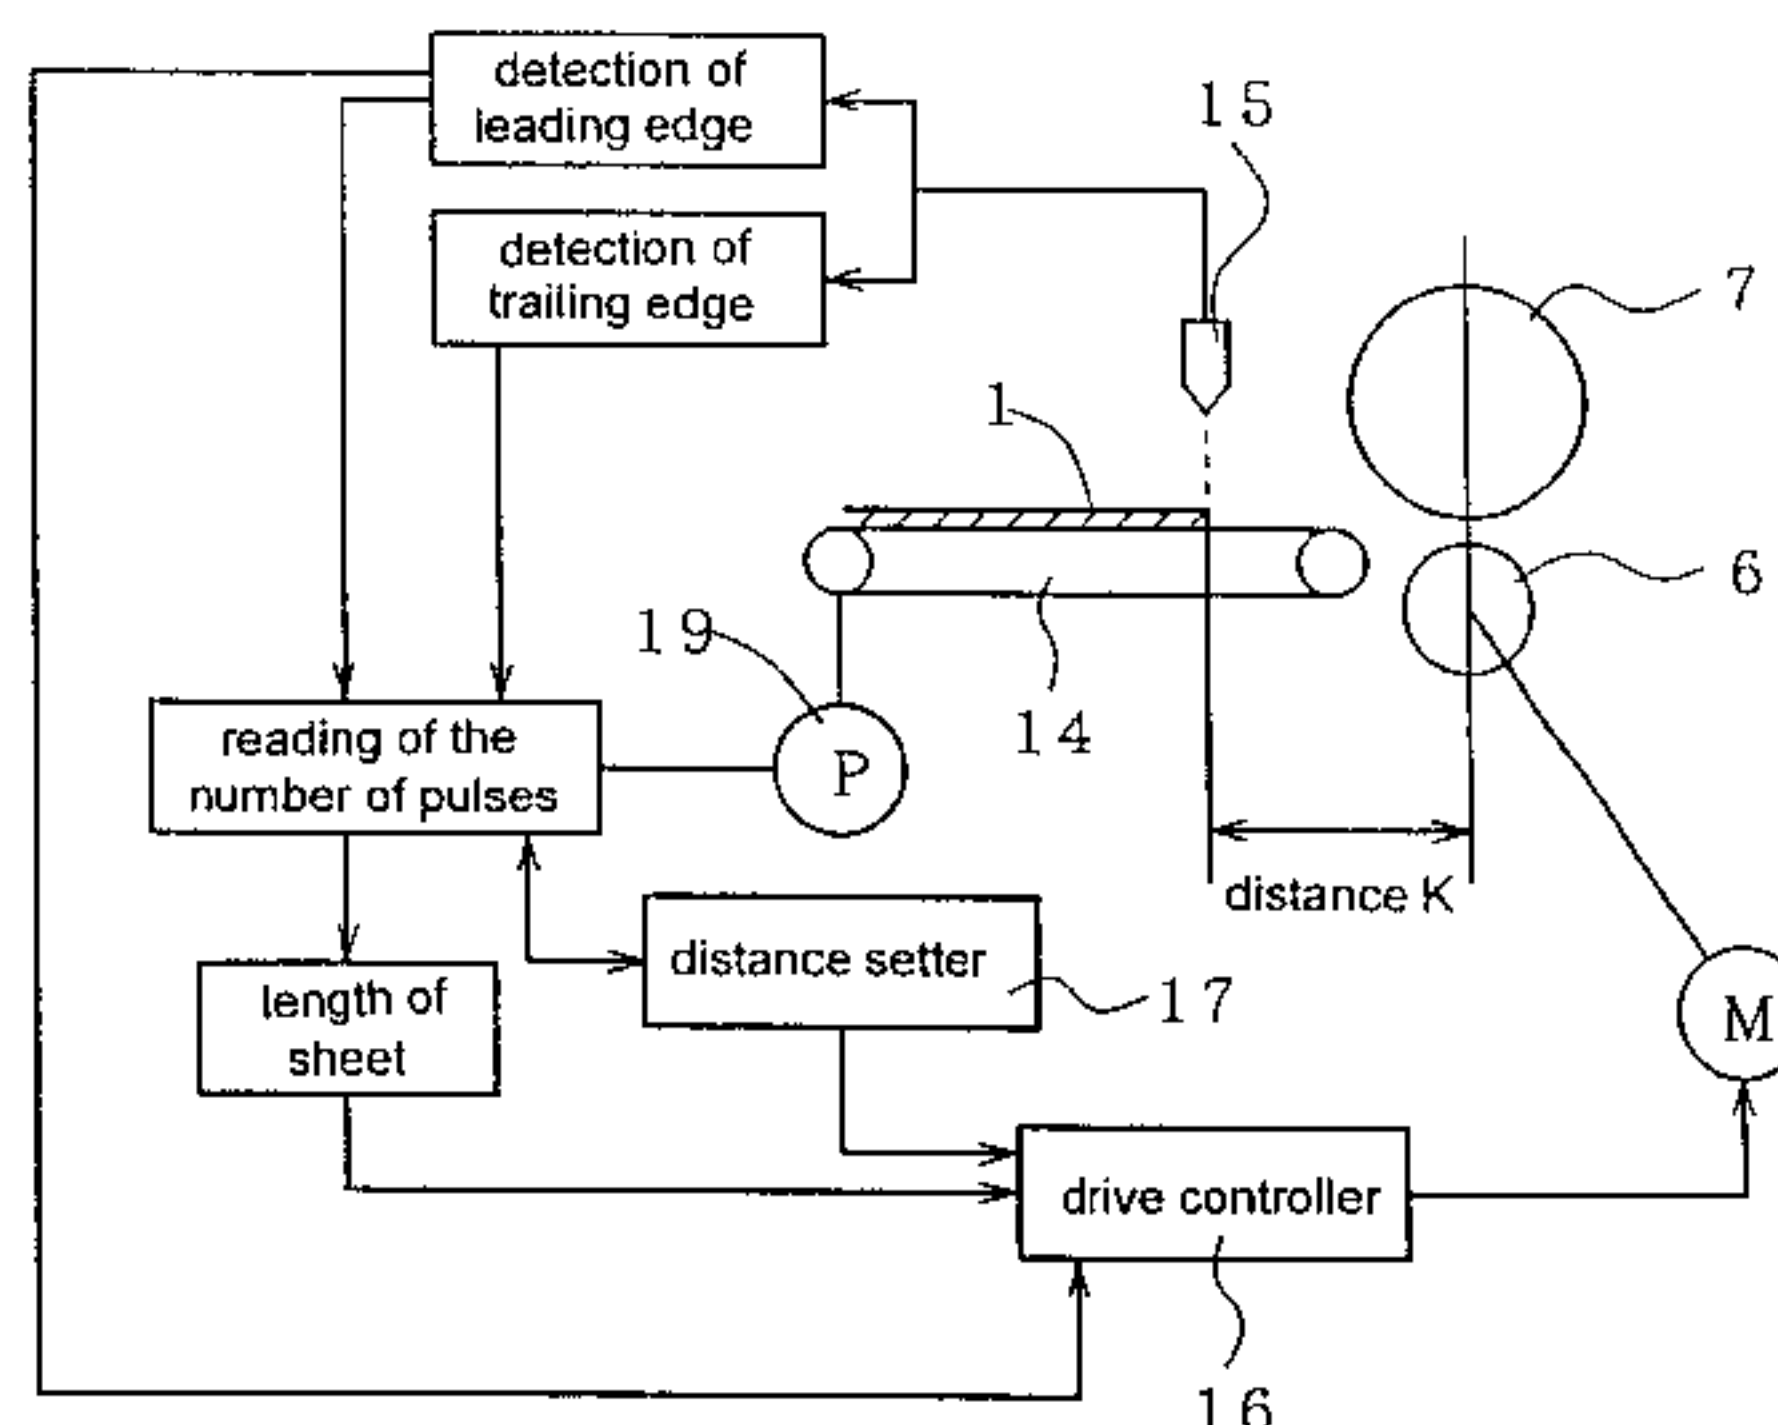 detection of
leading edge
15
detection of
trailing edge
7
1
6
19
14
reading of the
number of pulses
P
distance K
distance setter
17
length of
sheet
M
drive controller
16